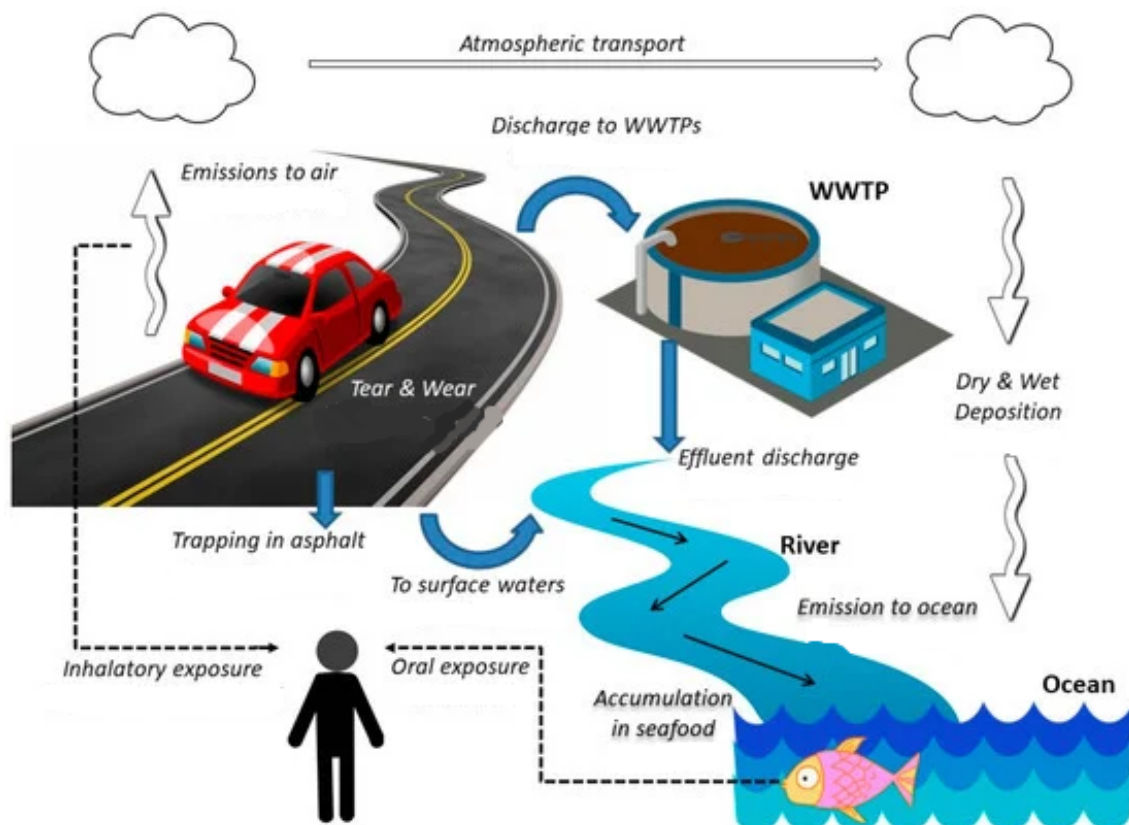 Atmospheric transport
Discharge to WWTPs
Emissions to air
WWTP
Tear & Wear
Dry & Wet
Deposition
Effluent discharge
Trapping in asphalt
River
To surface waters
Emission to ocean
Inhalatory exposure
Oral exposure
Accumulation
in seafood
Ocean